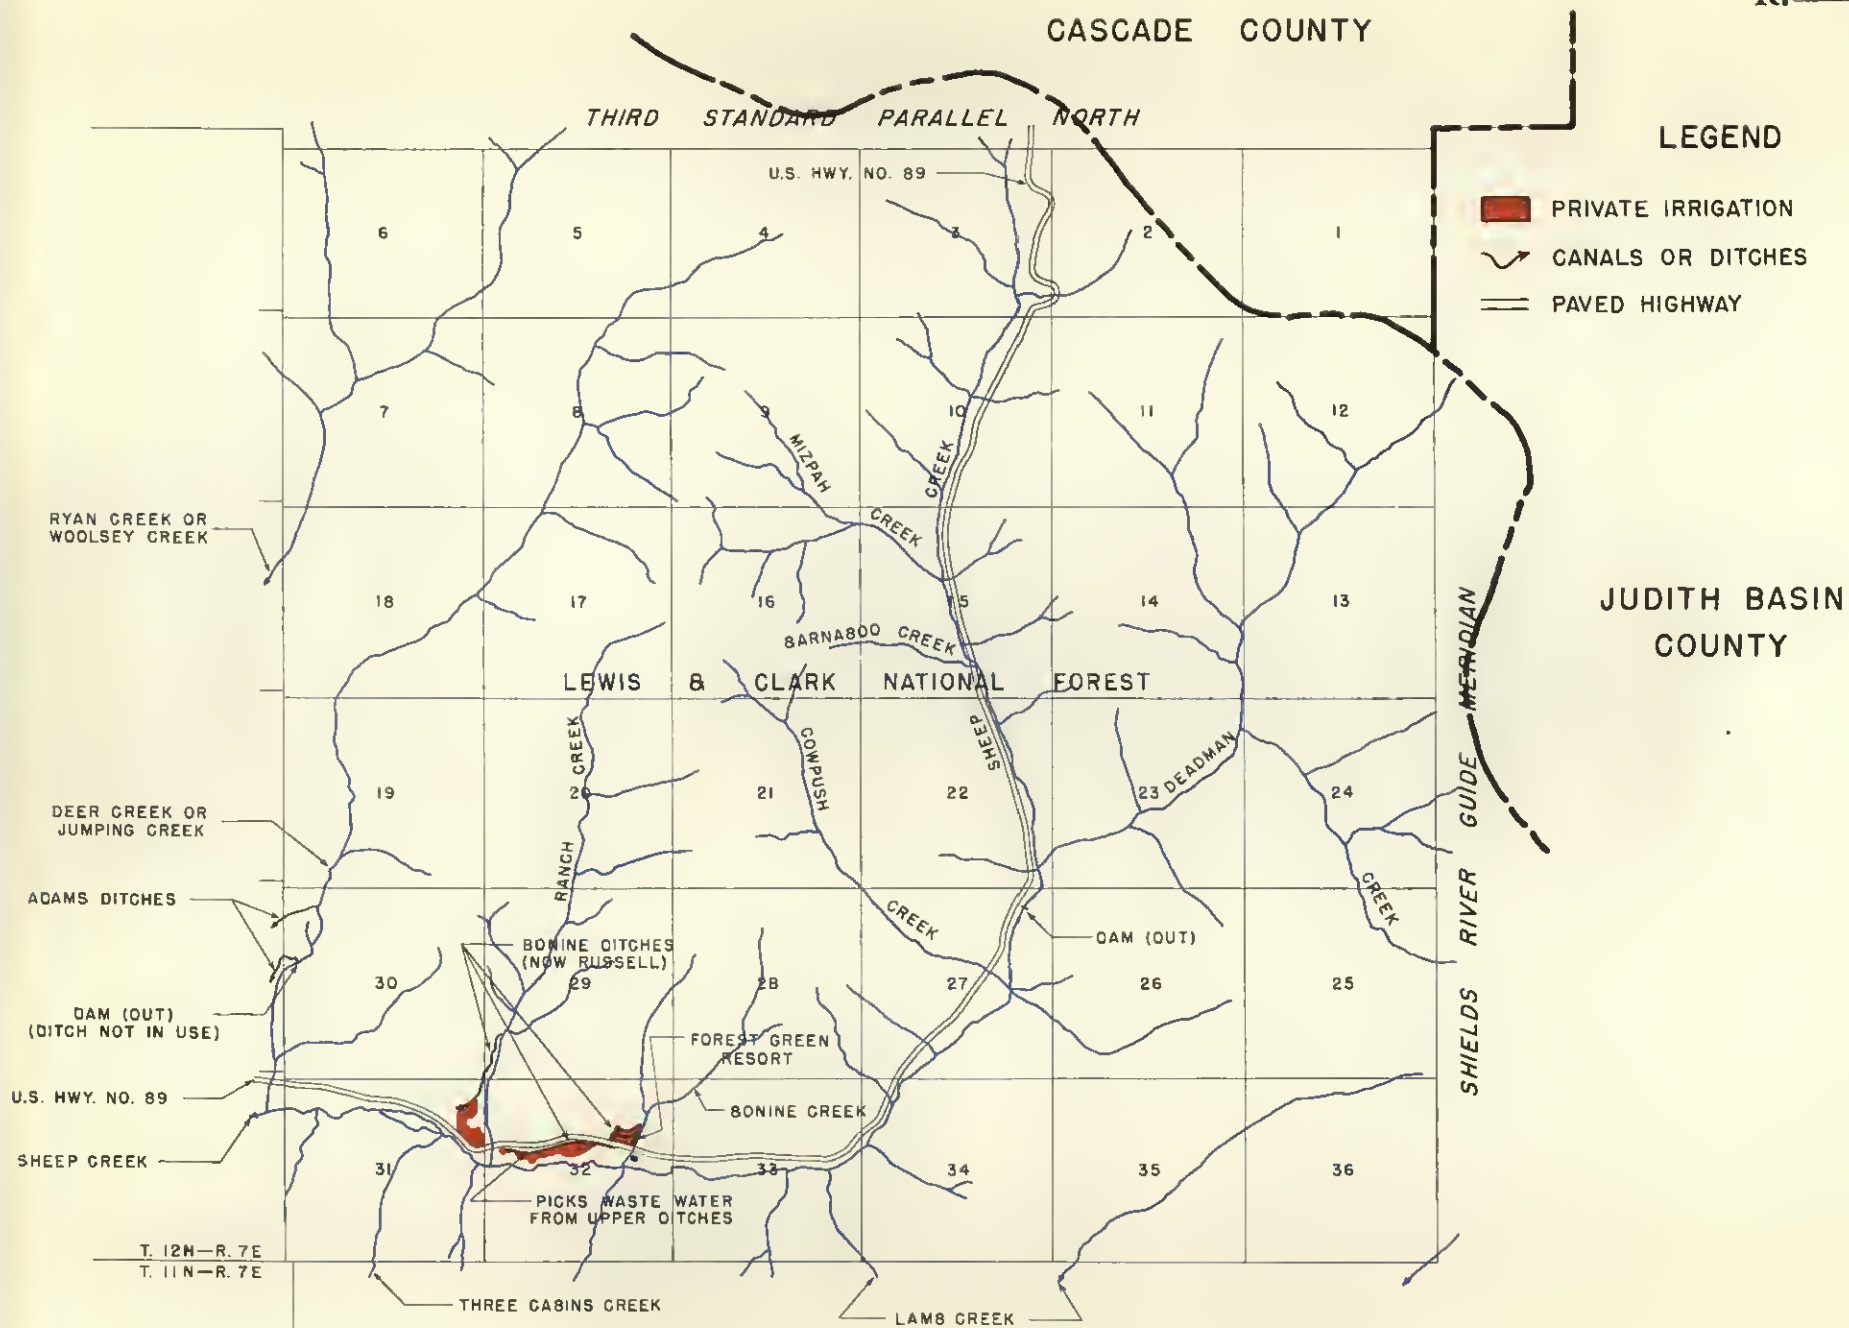 CASCADE COUNTY
THIRD STANDARD PARALLEL NORTH
U.S. HWY. NO. 89
LEGEND
PRIVATE IRRIGATION
CANALS OR DITCHES
PAVED HIGHWAY
6 5 4 3 2 1
7 8 9 10 11 12
MIZPAH
CREEK
CREEK
RYAN CREEK OR
WOOLSEY CREEK
18 17 16 15 14 13
JUDITH BASIN
COUNTY
BARNABOO CREEK
LEWIS & CLARK NATIONAL FOREST
SHEEP
DEADMAN
CREEK
COWPUSH
CREEK
RANCH CREEK
19 20 21 22 23 24
SHIELDS RIVER GUIDE MERIDIAN
DEER CREEK OR
JUMPING CREEK
ADAMS DITCHES
BONINE DITCHES
(NOW RUSSELL)
DAM (OUT)
30 29 28 27 26 25
DAM (OUT)
(DITCH NOT IN USE)
FOREST GREEN
RESORT
U.S. HWY. NO. 89
BONINE CREEK
SHEEP CREEK
31 32 33 34 35 36
PICKS WASTE WATER
FROM UPPER DITCHES
T. 12N—R. 7E
T. 11N—R. 7E
THREE CABINS CREEK
LAMB CREEK